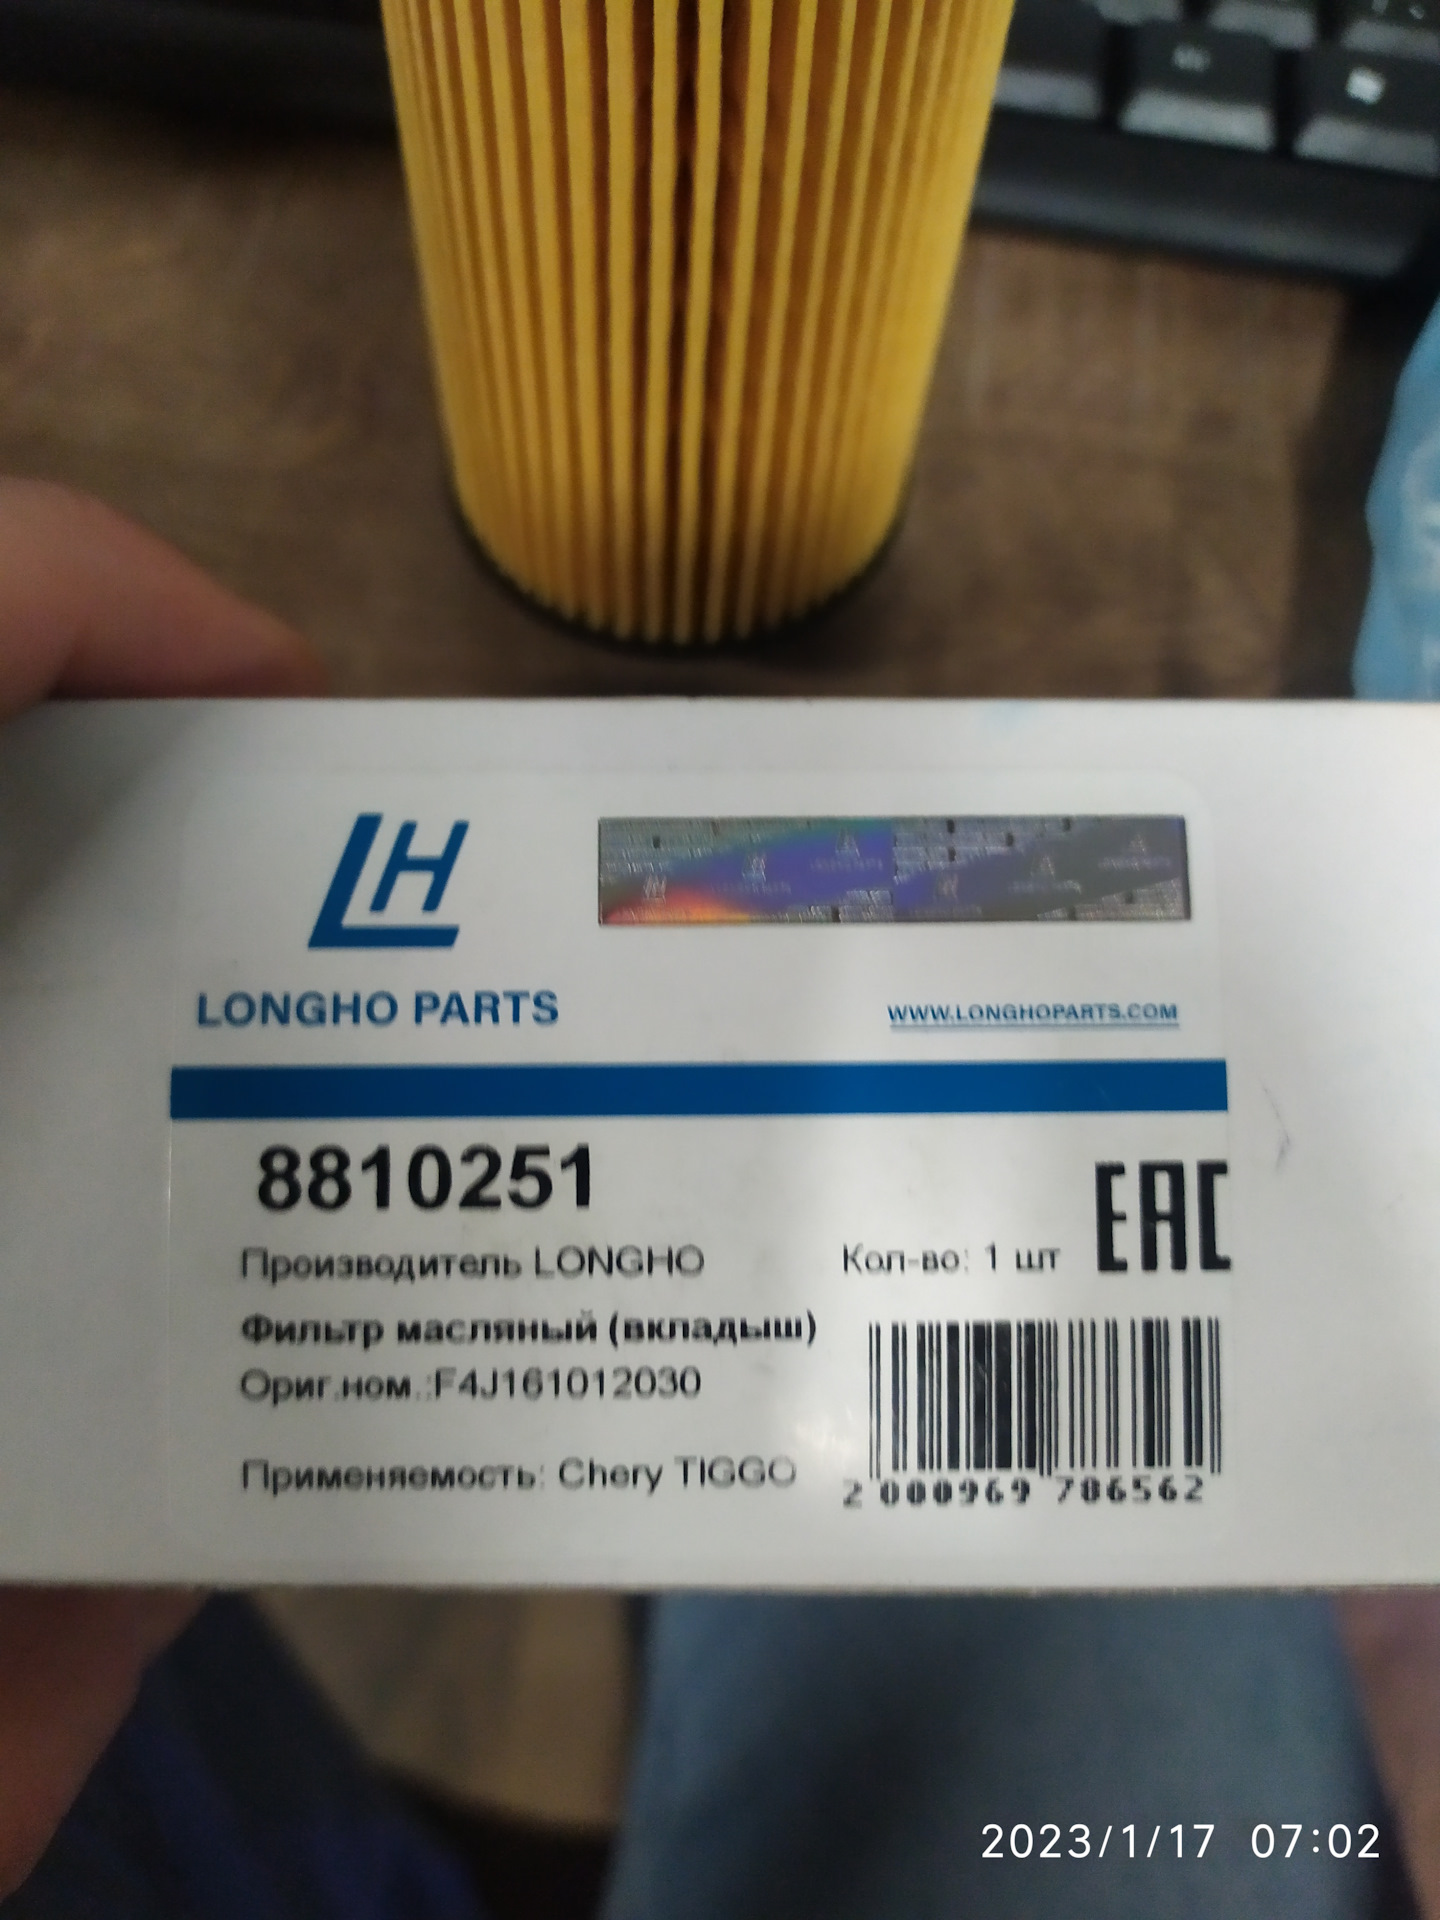 LH
LONGHO PARTS
WWW.LONGHOPARTS.COM
8810251
EAC
Производитель LONGHO
Кол-во: 1 шт
Фильтр масляный (вкладыш)
Ориг.ном.:F4J161012030
Применяемость: Chery TIGGO
2 000969 786562
2023/1/17 07:02